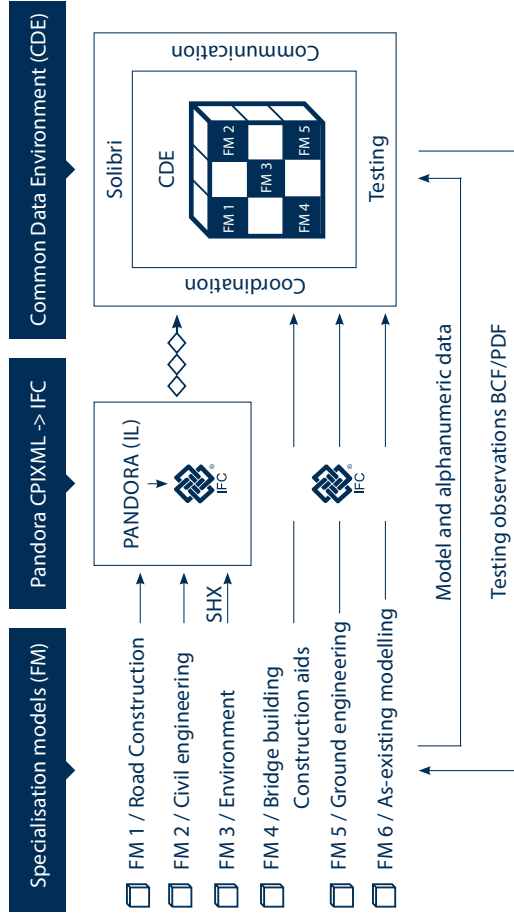 Specialisation models (FM)
Pandora CPIXML -> IFC
Common Data Environment (CDE)
FM 1 / Road Construction
FM 2 / Civil engineering
FM 3 / Environment
SHX
FM 4 / Bridge building
Construction aids
FM 5 / Ground engineering
FM 6 / As-existing modelling
PANDORA (IL)
IFC
®
IFC
®
Solibri
Coordination
Communication
Testing
CDE
FM 1
FM 2
FM 3
FM 4
FM 5
Model and alphanumeric data
Testing observations BCF/PDF